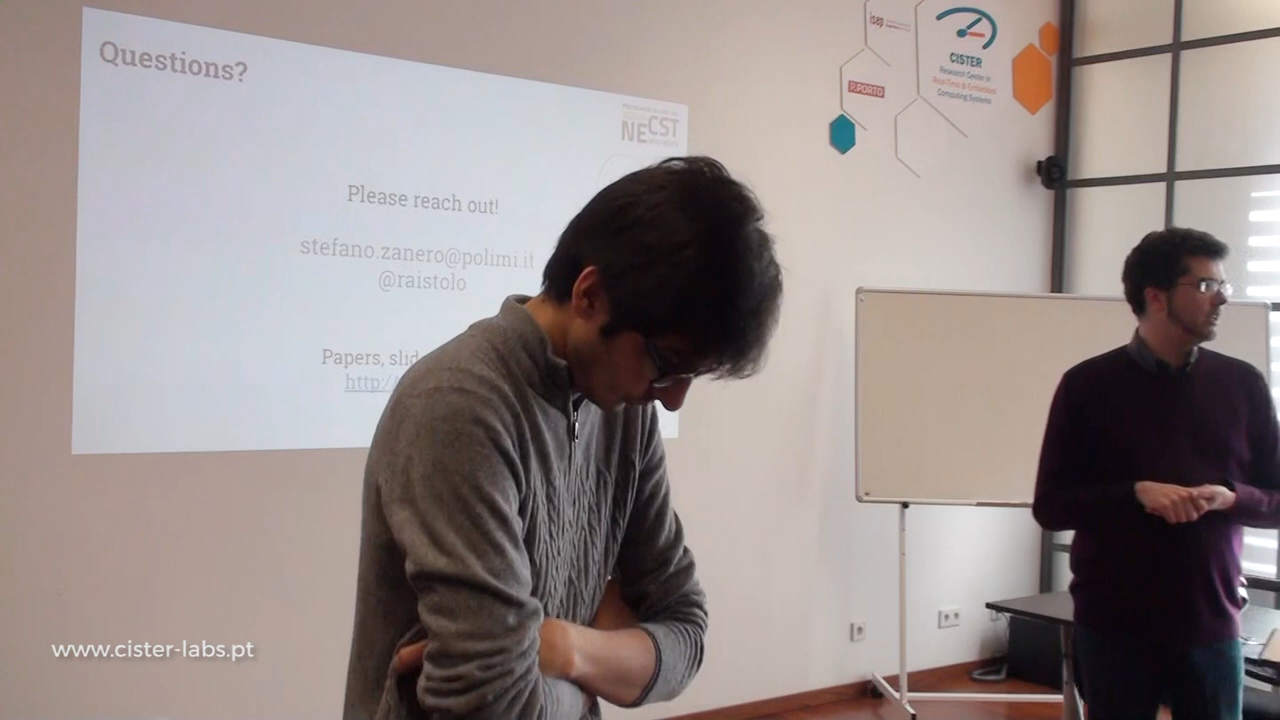 Questions?
NECST
Please reach out!
stefano.zanero@polimi.it
@raistolo
Papers, slid
http:/
isep
CISTER
Research Center in
Real-Time & Embedded
Computing Systems
P.PORTO
www.cister-labs.pt